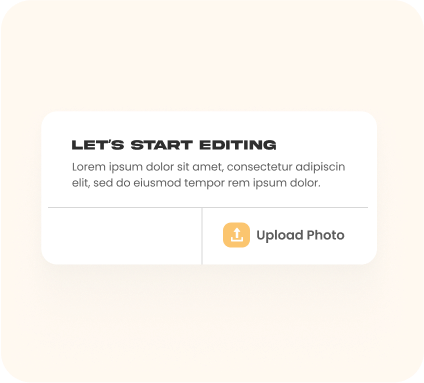 LET'S START EDITING
Lorem ipsum dolor sit amet, consectetur adipiscin
elit, sed do eiusmod tempor rem ipsum dolor.
Upload Photo